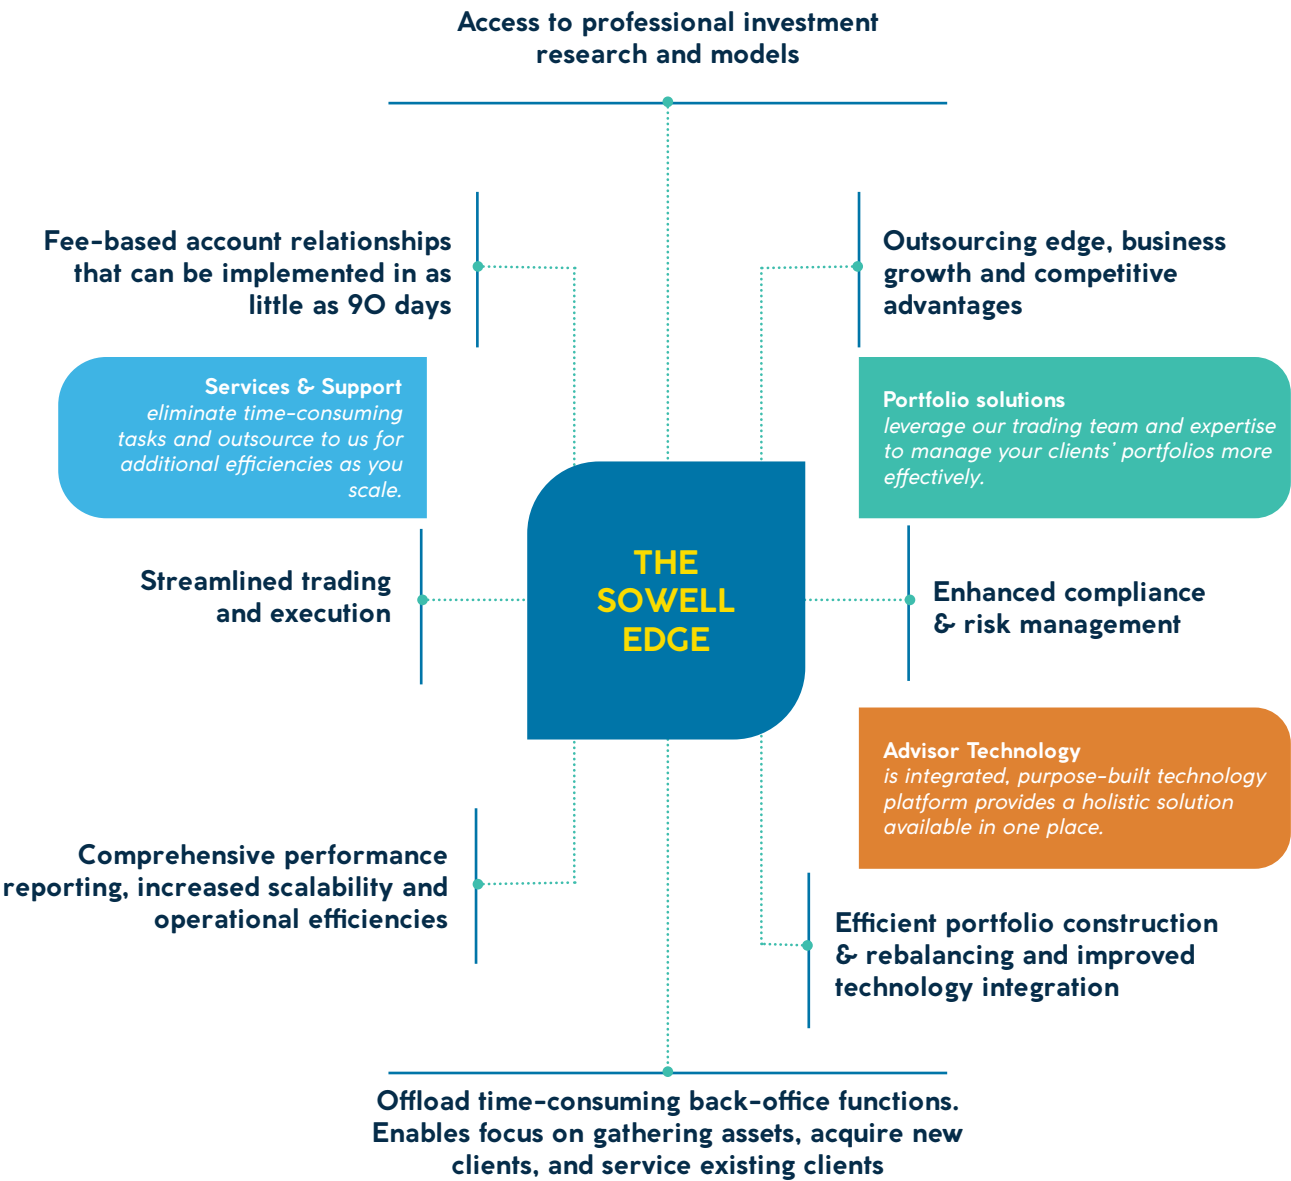 Access to professional investment
research and models
Fee-based account relationships
that can be implemented in as
little as 90 days
Outsourcing edge, business
growth and competitive
advantages
Services & Support
eliminate time-consuming
tasks and outsource to us for
additional efficiencies as you
scale.
Portfolio solutions
leverage our trading team and expertise
to manage your clients' portfolios more
effectively.
Streamlined trading
and execution
THE
SOWELL
EDGE
Enhanced compliance
& risk management
Advisor Technology
is integrated, purpose-built technology
platform provides a holistic solution
available in one place.
Comprehensive performance
reporting, increased scalability and
operational efficiencies
Efficient portfolio construction
& rebalancing and improved
technology integration
Offload time-consuming back-office functions.
Enables focus on gathering assets, acquire new
clients, and service existing clients